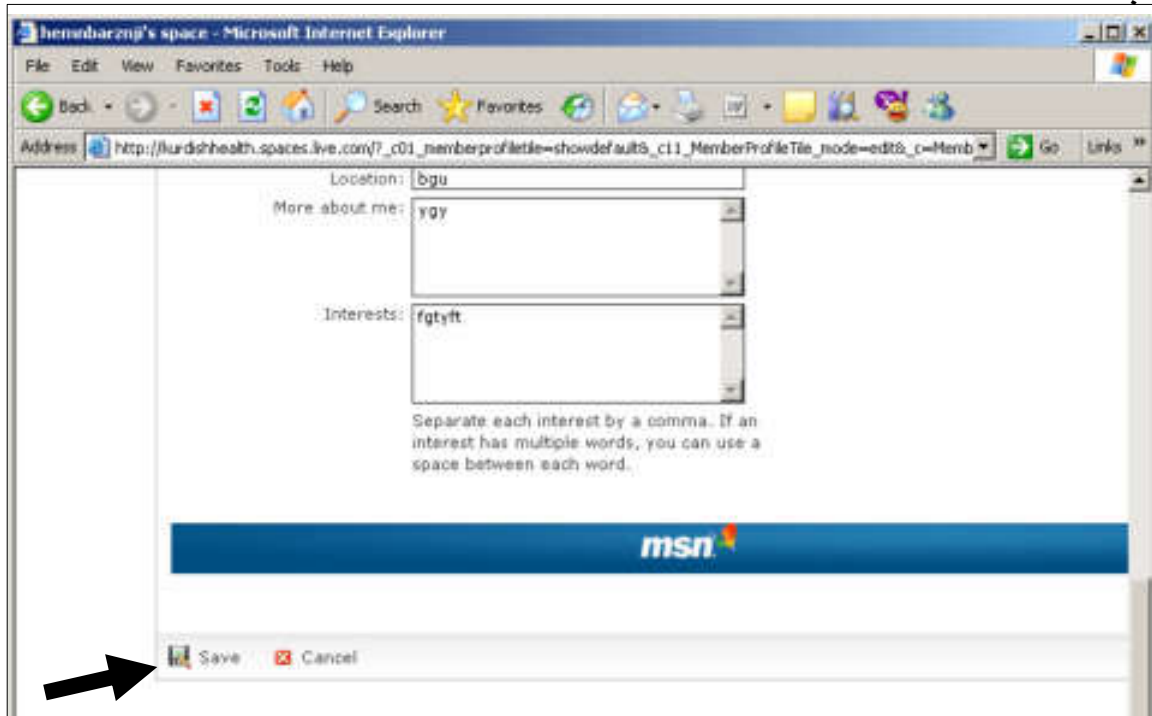 hemnbarznji's space - Microsoft Internet Explorer
File Edit View Favorites Tools Help
Back Search Favorites
Address http://kurdishhealth.spaces.live.com/?_c01_memberprofiletile=showdefault&_c11_MemberProfileTile_mode=edit&_c=Memb Go Links »
Location: bgu
More about me: ygy
Interests: fgtyft
Separate each interest by a comma. If an
interest has multiple words, you can use a
space between each word.
msn
Save Cancel